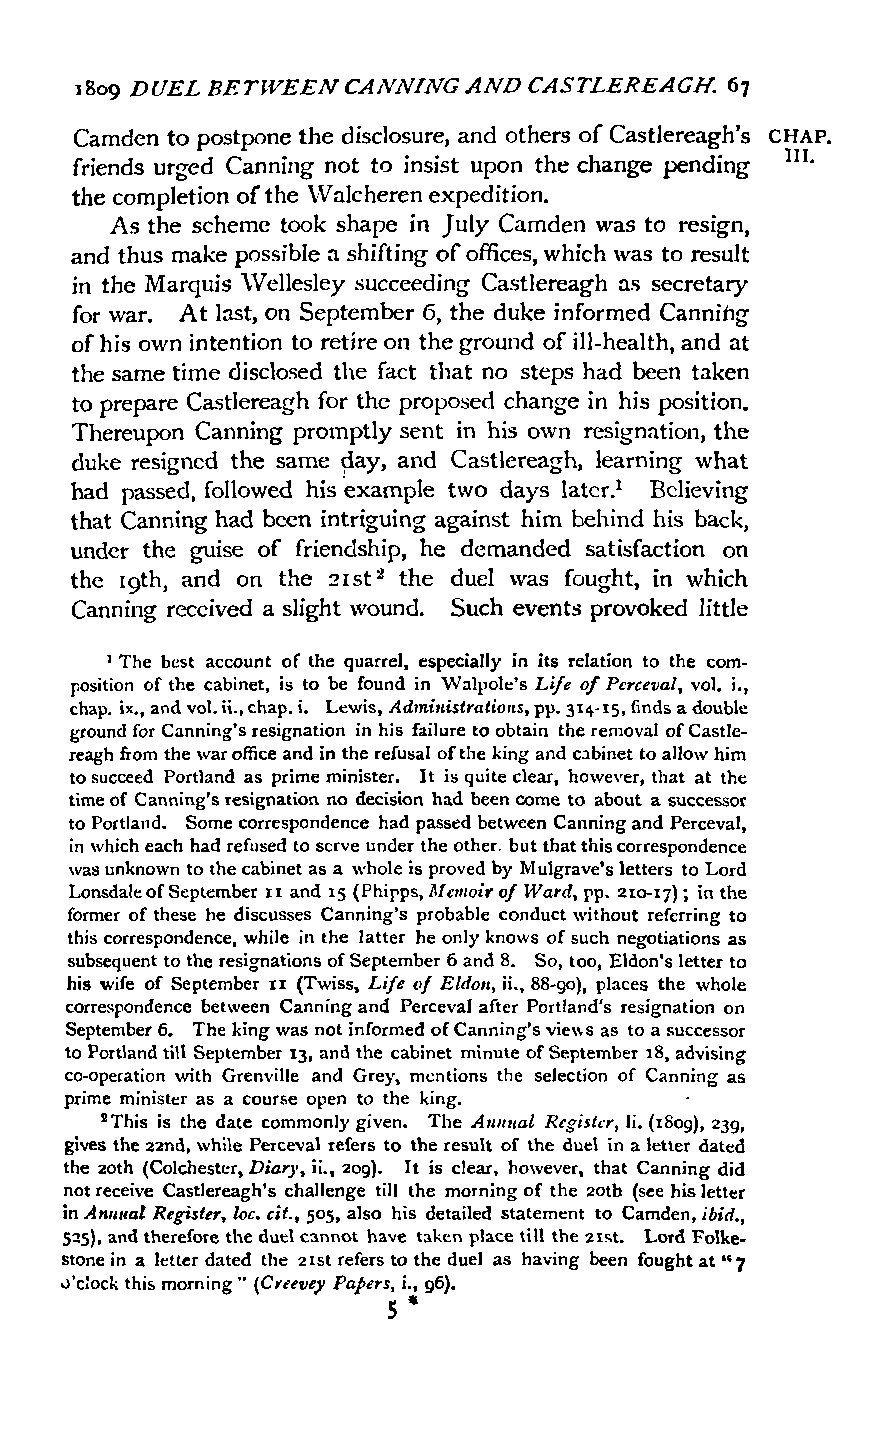 1809 DUEL BETWEEN CANNING AND CASTLEREAGH. 67
Camden to postpone the disclosure, and others of Castlereagh's CHAP.
friends urged Canning not to insist upon the change pending III.
the completion of the Walcheren expedition.
As the scheme took shape in July Camden was to resign,
and thus make possible a shifting of offices, which was to result
in the Marquis Wellesley succeeding Castlereagh as secretary
for war. At last, on September 6, the duke informed Canning
of his own intention to retire on the ground of ill-health, and at
the same time disclosed the fact that no steps had been taken
to prepare Castlereagh for the proposed change in his position.
Thereupon Canning promptly sent in his own resignation, the
duke resigned the same day, and Castlereagh, learning what
had passed, followed his example two days later.¹ Believing
that Canning had been intriguing against him behind his back,
under the guise of friendship, he demanded satisfaction on
the 19th, and on the 21st² the duel was fought, in which
Canning received a slight wound. Such events provoked little
¹ The best account of the quarrel, especially in its relation to the com-
position of the cabinet, is to be found in Walpole's Life of Perceval, vol. i.,
chap. ix., and vol. ii., chap. i. Lewis, Administrations, pp. 314-15, finds a double
ground for Canning's resignation in his failure to obtain the removal of Castle-
reagh from the war office and in the refusal of the king and cabinet to allow him
to succeed Portland as prime minister. It is quite clear, however, that at the
time of Canning's resignation no decision had been come to about a successor
to Portland. Some correspondence had passed between Canning and Perceval,
in which each had refused to serve under the other. but that this correspondence
was unknown to the cabinet as a whole is proved by Mulgrave's letters to Lord
Lonsdale of September 11 and 15 (Phipps, Memoir of Ward, pp. 210-17); in the
former of these he discusses Canning's probable conduct without referring to
this correspondence, while in the latter he only knows of such negotiations as
subsequent to the resignations of September 6 and 8. So, too, Eldon's letter to
his wife of September 11 (Twiss, Life of Eldon, ii., 88-90), places the whole
correspondence between Canning and Perceval after Portland's resignation on
September 6. The king was not informed of Canning's views as to a successor
to Portland till September 13, and the cabinet minute of September 18, advising
co-operation with Grenville and Grey, mentions the selection of Canning as
prime minister as a course open to the king.
² This is the date commonly given. The Annual Register, li. (1809), 239,
gives the 22nd, while Perceval refers to the result of the duel in a letter dated
the 20th (Colchester, Diary, ii., 209). It is clear, however, that Canning did
not receive Castlereagh's challenge till the morning of the 20th (see his letter
in Annual Register, loc. cit., 505, also his detailed statement to Camden, ibid.,
525), and therefore the duel cannot have taken place till the 21st. Lord Folke-
stone in a letter dated the 21st refers to the duel as having been fought at "7
o'clock this morning" (Creevey Papers, i., 96).
5 *